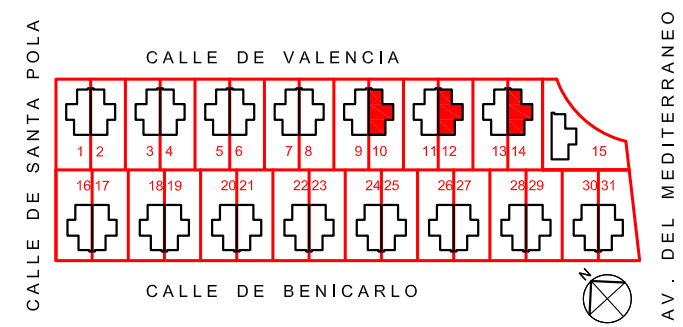 CALLE DE SANTA POLA
CALLE DE VALENCIA
AV. DEL MEDITERRANEO
1 2 3 4 5 6 7 8 9 10 11 12 13 14 15
16 17 18 19 20 21 22 23 24 25 26 27 28 29 30 31
CALLE DE BENICARLO
N